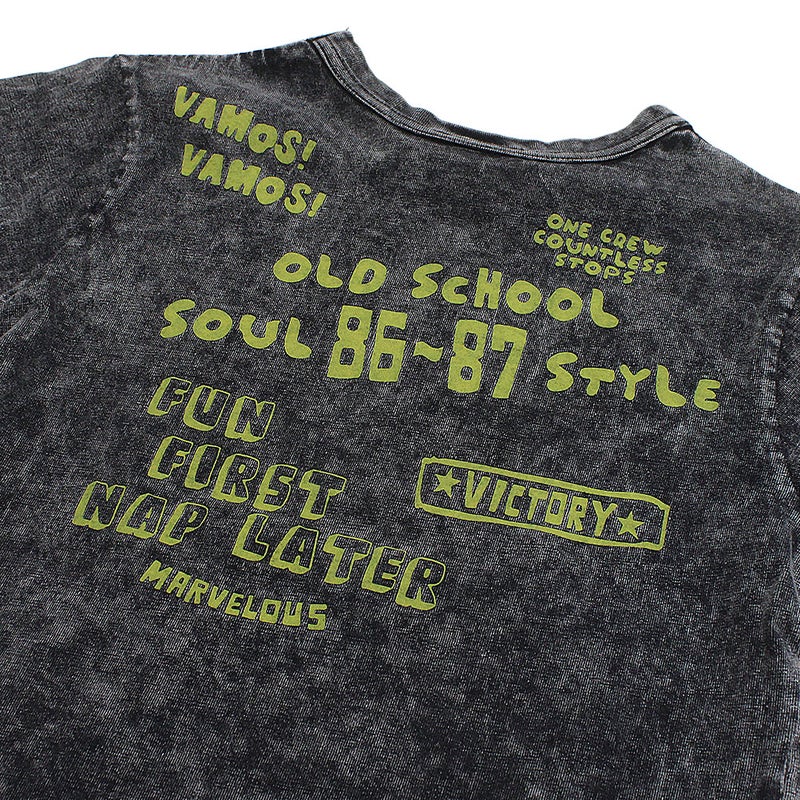 VAMOS!
VAMOS!
ONE CREW
COUNTLESS
STOPS
OLD SCHOOL
SOUL 86~87 STYLE
FUN
FIRST
NAP LATER
★VICTORY★
MARVELOUS